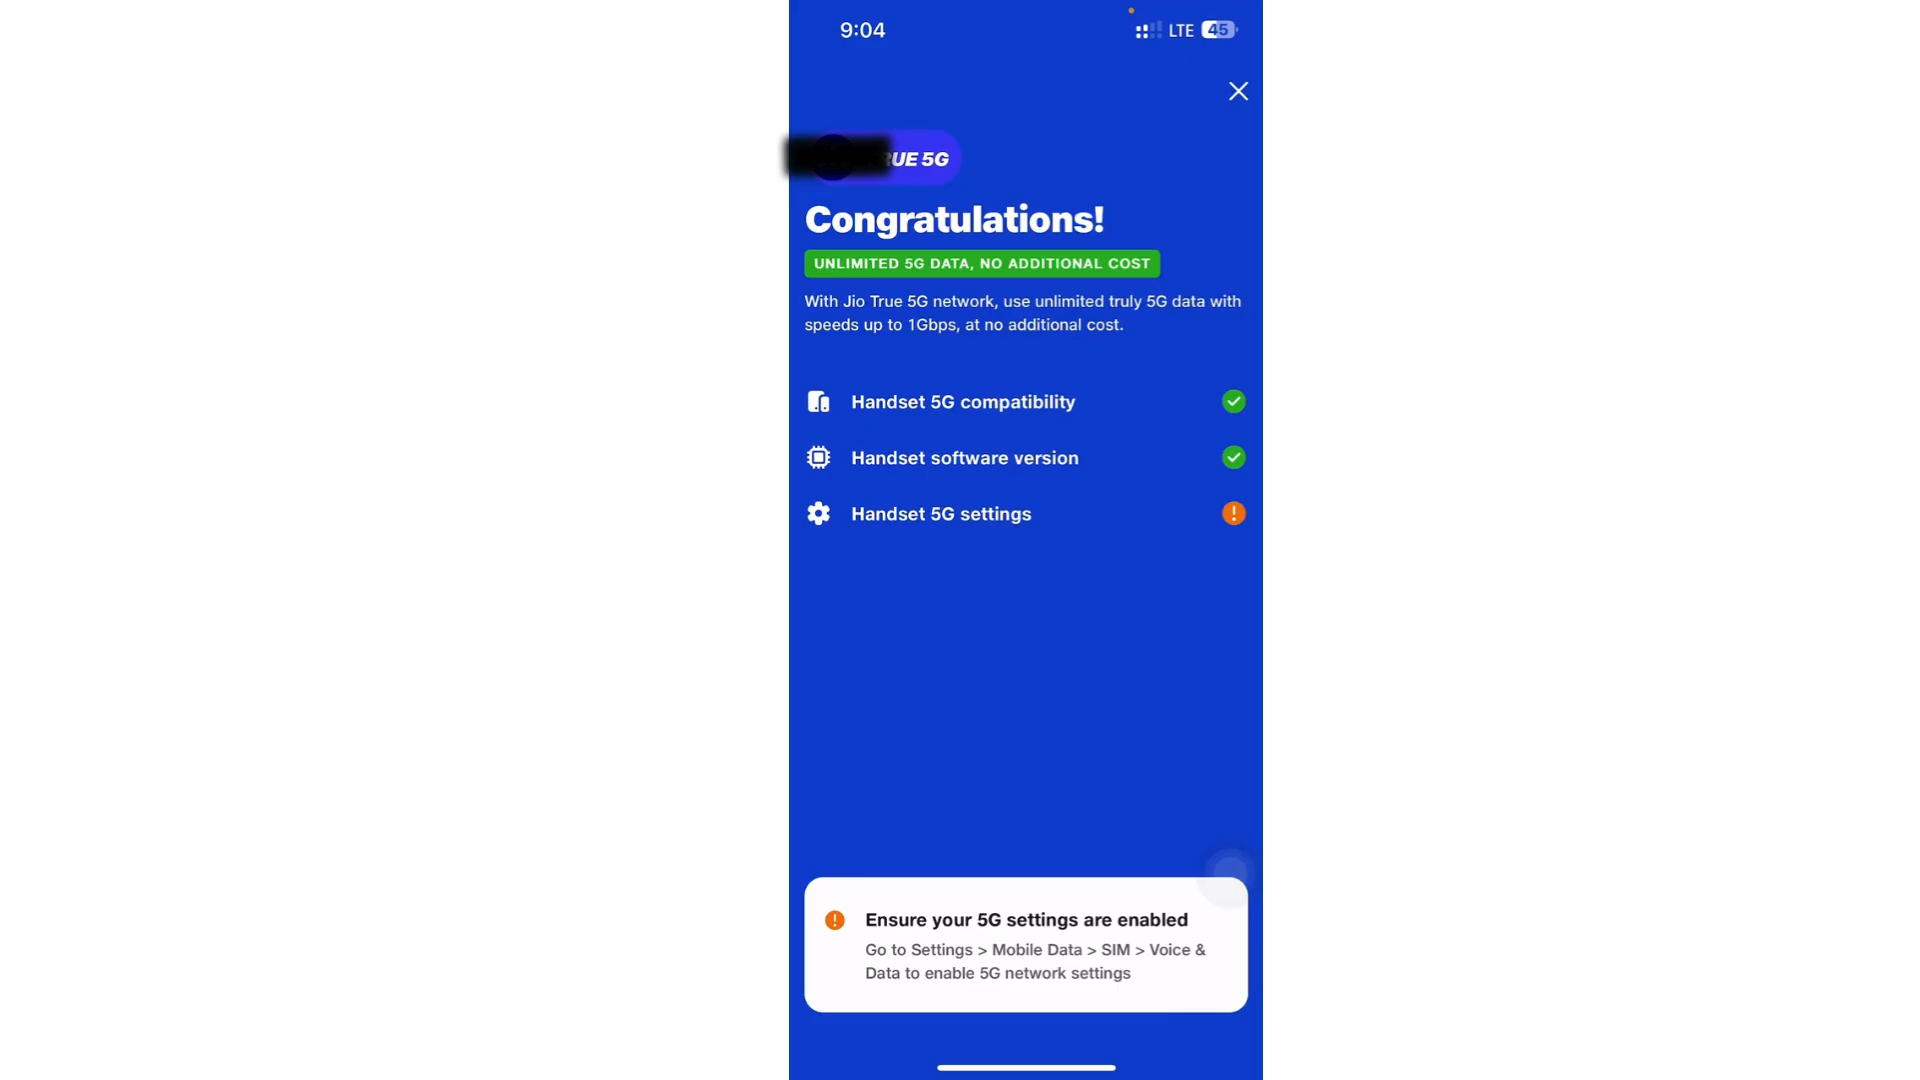 9:04
LTE 45
5G
Congratulations!
UNLIMITED 5G DATA, NO ADDITIONAL COST
With Jio True 5G network, use unlimited truly 5G data with
speeds up to 1Gbps, at no additional cost.
Handset 5G compatibility
Handset software version
Handset 5G settings
Ensure your 5G settings are enabled
Go to Settings > Mobile Data > SIM > Voice &
Data to enable 5G network settings